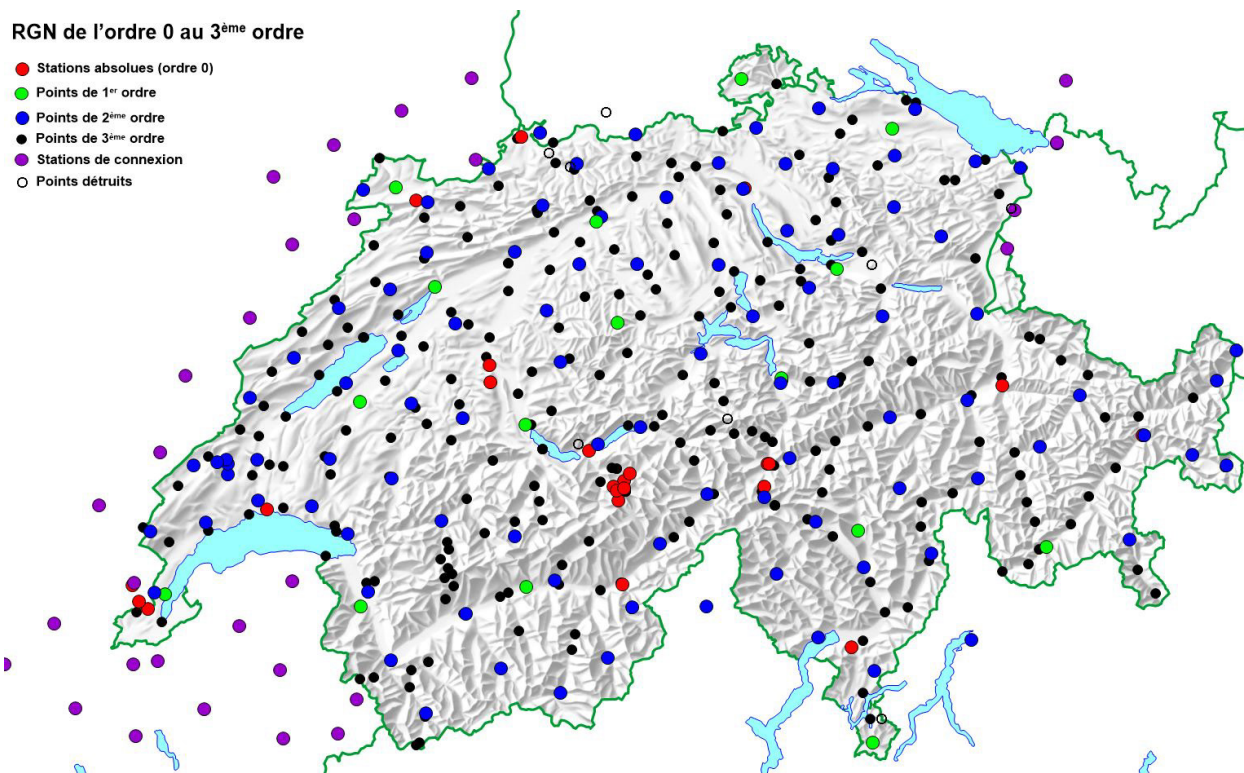 RGN de l’ordre 0 au 3ème ordre
Stations absolues (ordre 0)
Points de 1er ordre
Points de 2ème ordre
Points de 3ème ordre
Stations de connexion
Points détruits